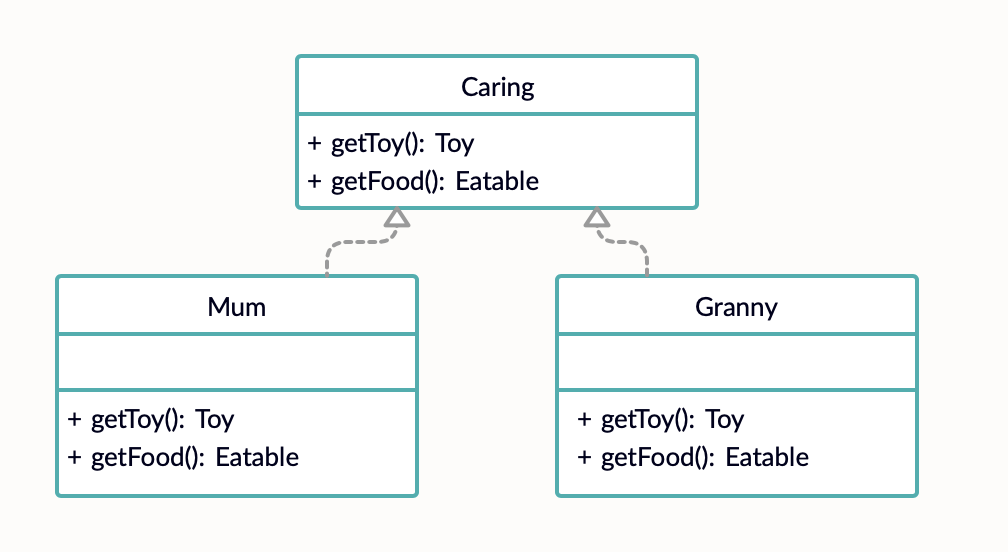 Caring
+ getToy(): Toy
+ getFood(): Eatable
Mum
+ getToy(): Toy
+ getFood(): Eatable
Granny
+ getToy(): Toy
+ getFood(): Eatable